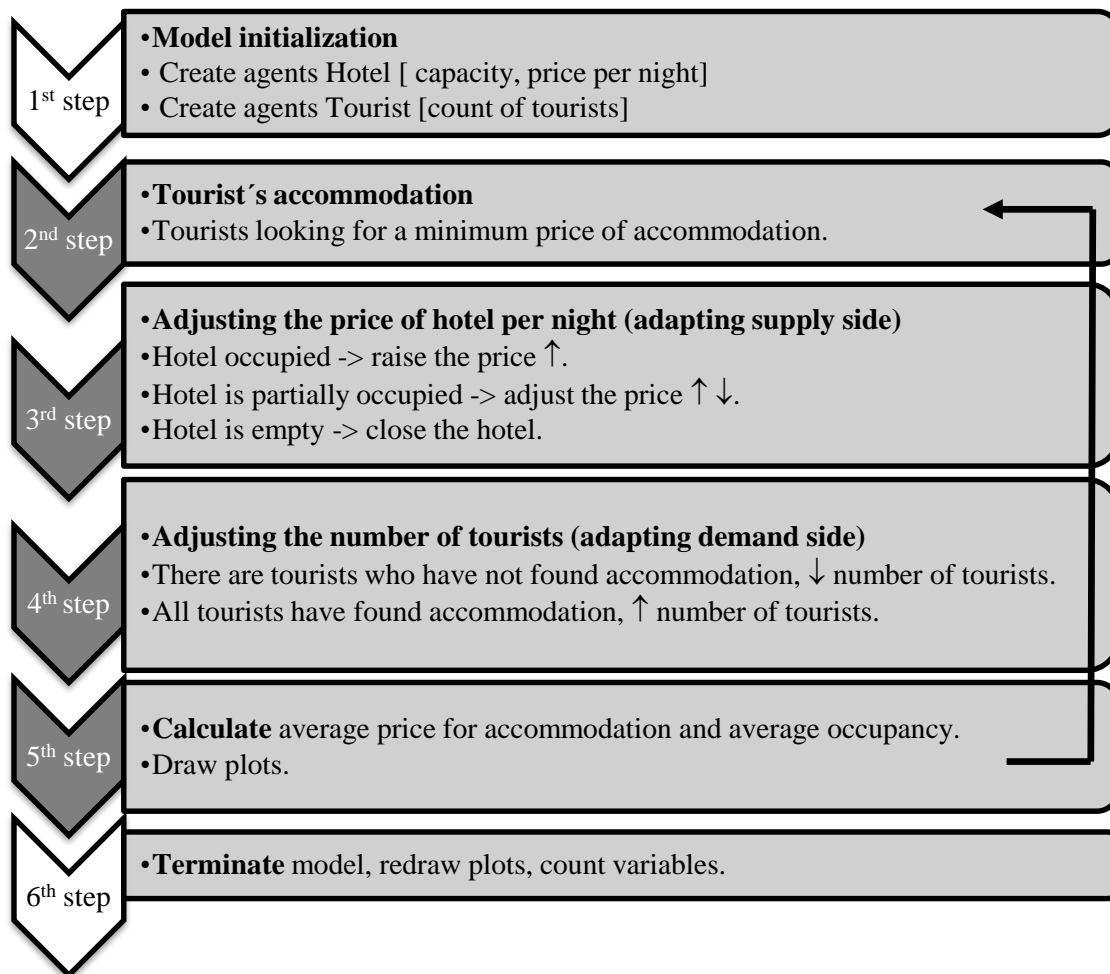 1st step
•Model initialization
• Create agents Hotel [ capacity, price per night]
• Create agents Tourist [count of tourists]
2nd step
•Tourist´s accommodation
•Tourists looking for a minimum price of accommodation.
3rd step
•Adjusting the price of hotel per night (adapting supply side)
•Hotel occupied -> raise the price ↑.
•Hotel is partially occupied -> adjust the price ↑ ↓.
•Hotel is empty -> close the hotel.
4th step
•Adjusting the number of tourists (adapting demand side)
•There are tourists who have not found accommodation, ↓ number of tourists.
•All tourists have found accommodation, ↑ number of tourists.
5th step
•Calculate average price for accommodation and average occupancy.
•Draw plots.
6th step
•Terminate model, redraw plots, count variables.